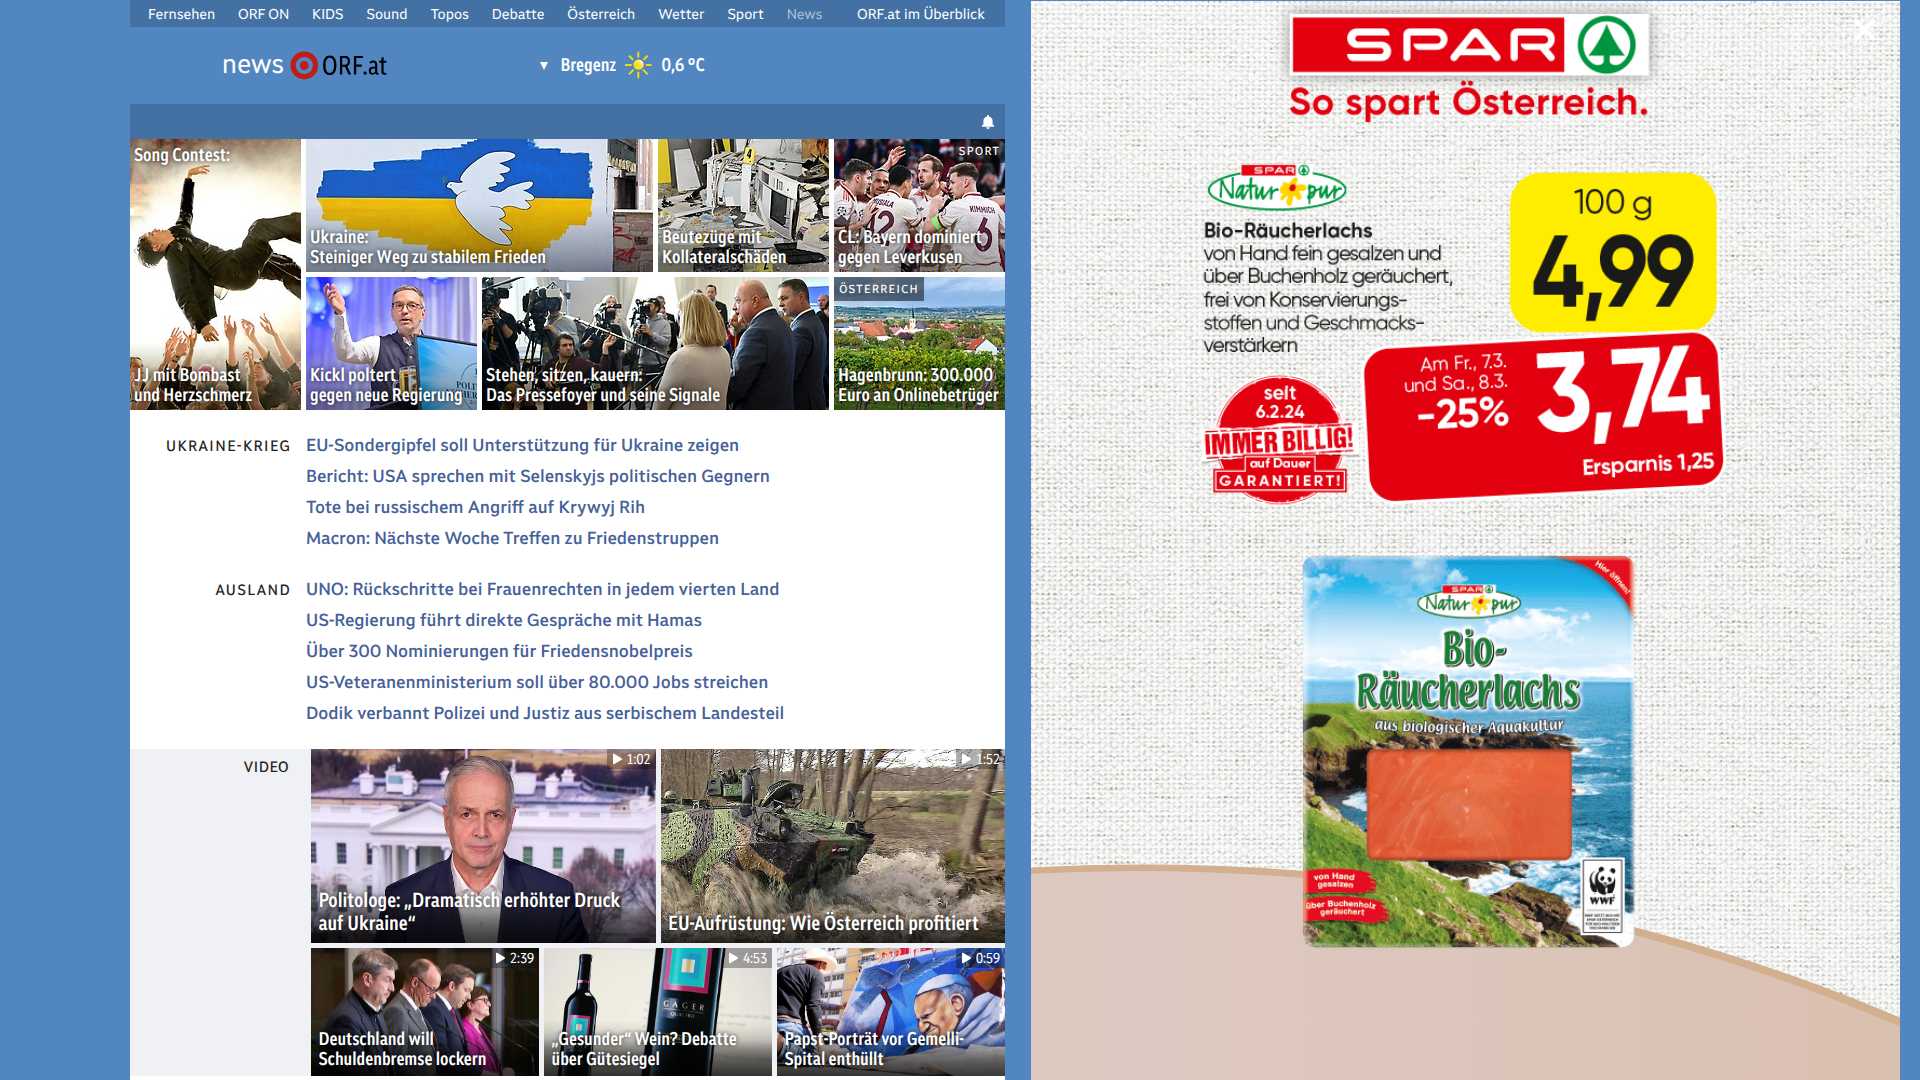 Fernsehen ORF ON KIDS Sound Topos Debatte Österreich Wetter Sport News ORF.at im Überblick
news ORF.at
▼ Bregenz 0,6 °C
Song Contest:
JJ mit Bombast
und Herzschmerz
Ukraine:
Steiniger Weg zu stabilem Frieden
Beutezüge mit
Kollateralschäden
SPORT
MUSIALA
KIMMICH
6
CL: Bayern dominiert
gegen Leverkusen
Kickl poltert
gegen neue Regierung
Stehen, sitzen, kauern:
Das Pressefoyer und seine Signale
ÖSTERREICH
Hagenbrunn: 300.000
Euro an Onlinebetrüger
UKRAINE-KRIEG
EU-Sondergipfel soll Unterstützung für Ukraine zeigen
Bericht: USA sprechen mit Selenskyjs politischen Gegnern
Tote bei russischem Angriff auf Krywyj Rih
Macron: Nächste Woche Treffen zu Friedenstruppen
AUSLAND
UNO: Rückschritte bei Frauenrechten in jedem vierten Land
US-Regierung führt direkte Gespräche mit Hamas
Über 300 Nominierungen für Friedensnobelpreis
US-Veteranenministerium soll über 80.000 Jobs streichen
Dodik verbannt Polizei und Justiz aus serbischem Landesteil
VIDEO
1:02
Politologe: „Dramatisch erhöhter Druck
auf Ukraine“
1:52
EU-Aufrüstung: Wie Österreich profitiert
2:39
Deutschland will
Schuldenbremse lockern
4:53
GAGER
„Gesunder“ Wein? Debatte
über Gütesiegel
0:59
Papst-Porträt vor Gemelli-
Spital enthüllt
SPAR
So spart Österreich.
SPAR
Natur pur
Bio-Räucherlachs
von Hand fein gesalzen und
über Buchenholz geräuchert,
frei von Konservierungs-
stoffen und Geschmacks-
verstärkern
100 g
4,99
Am Fr., 7.3.
und Sa., 8.3.
-25%
3,74
Ersparnis 1,25
seit
6.2.24
IMMER BILLIG!
auf Dauer
GARANTIERT!
Hier öffnen!
SPAR
Natur pur
Bio-
Räucherlachs
aus biologischer Aquakultur
von Hand
gesalzen
über Buchenholz
geräuchert
WWF